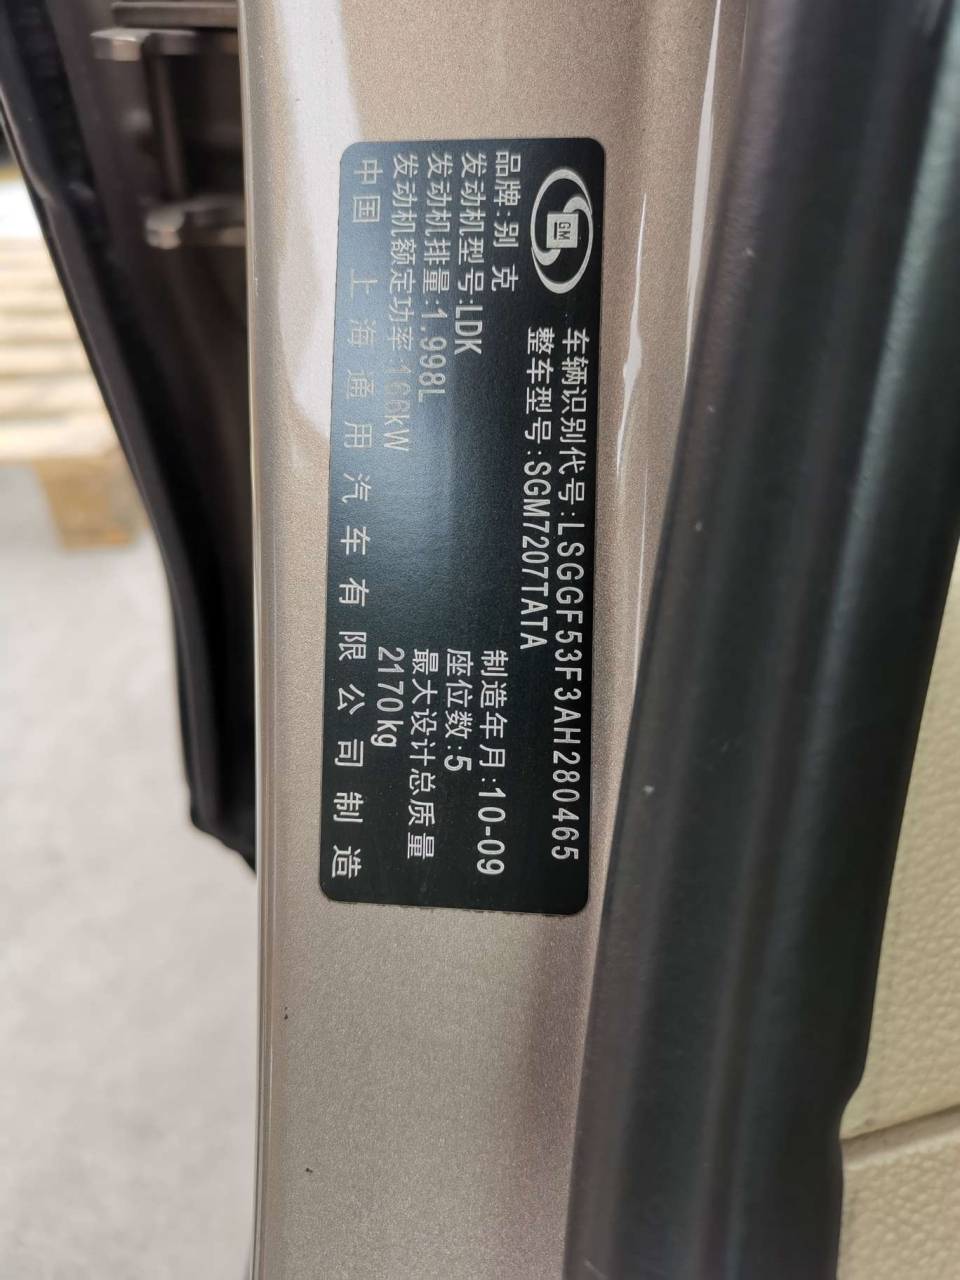 GM
车辆识别代号:LSGGF53F3AH280465
整车型号:SGM7207TATA
品牌:别克
制造年月:10-09
发动机型号:LDK
座位数:5
发动机排量:1.998L
最大设计总质量
发动机额定功率:166kW
2170kg
中国 上海通用汽车有限公司制造